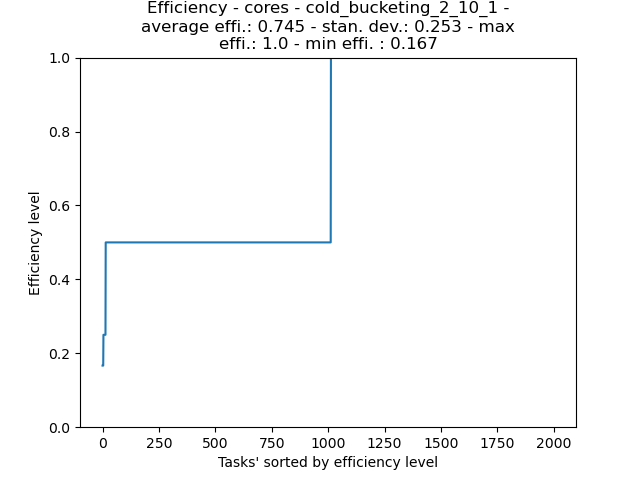 Efficiency - cores - cold_bucketing_2_10_1 -
average effi.: 0.745 - stan. dev.: 0.253 - max
effi.: 1.0 - min effi. : 0.167
1.0
0.8
0.6
0.4
0.2
0.0
Efficiency level
0 250 500 750 1000 1250 1500 1750 2000
Tasks' sorted by efficiency level